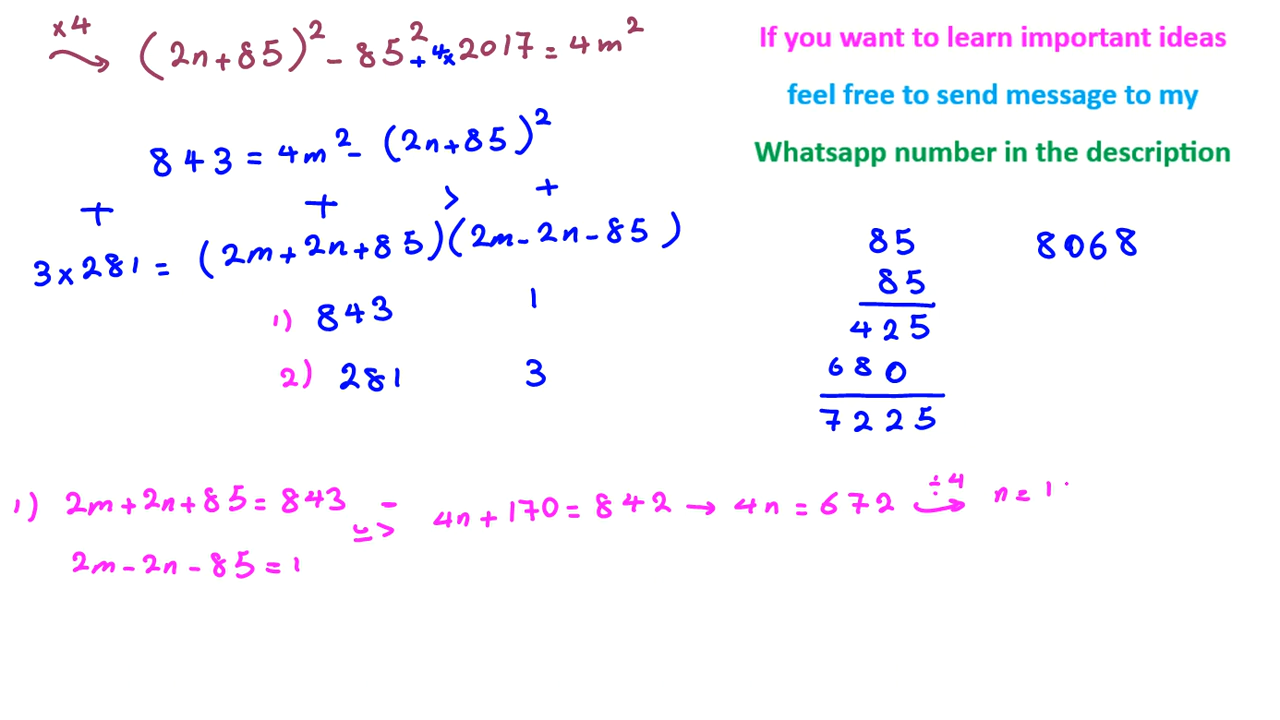 ×4 (2n+85)² - 85² + 4×2017 = 4m²
If you want to learn important ideas
feel free to send message to my
Whatsapp number in the description
843 = 4m² - (2n+85)²
+ + > +
3×281 = (2m+2n+85)(2m-2n-85)
1) 843 1
2) 281 3
85
85
425
680
7225
8068
1) 2m+2n+85=843 - => 4n+170=842 → 4n=672 ÷4 → n=1
2m-2n-85=1